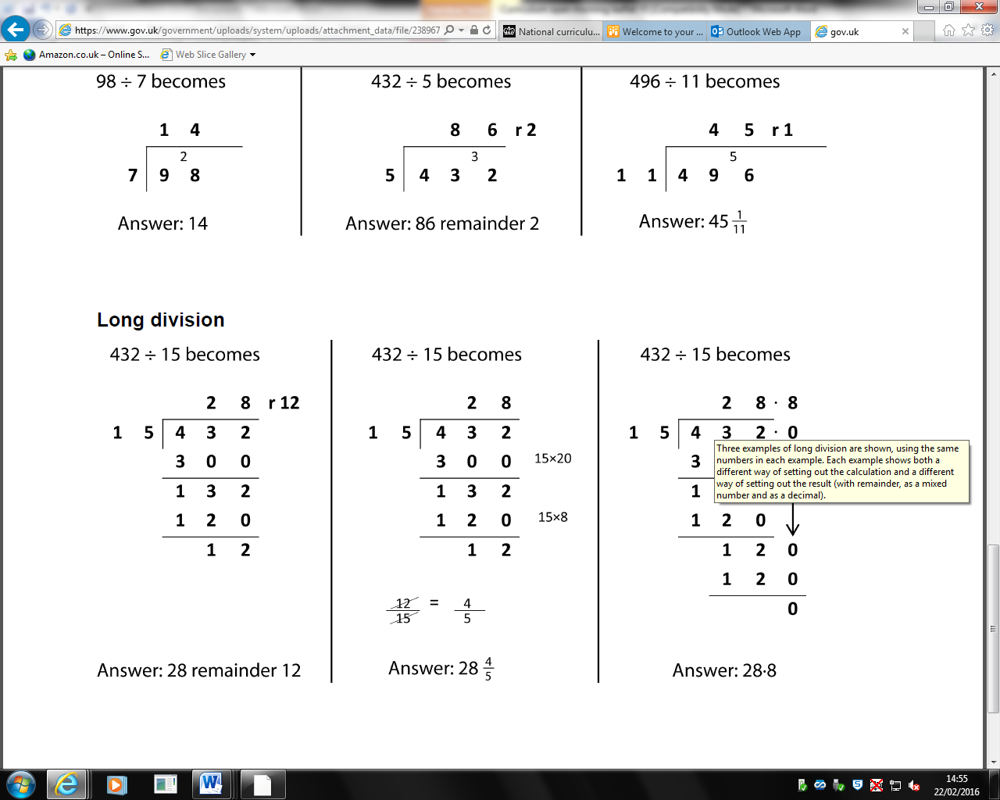 https://www.gov.uk/government/uploads/system/uploads/attachment_data/file/238967
National curriculu...
Welcome to your ...
Outlook Web App
gov.uk
Amazon.co.uk – Online S...
Web Slice Gallery
98 ÷ 7 becomes
1 4
2
7 9 8
Answer: 14
432 ÷ 5 becomes
8 6 r 2
3
5 4 3 2
Answer: 86 remainder 2
496 ÷ 11 becomes
4 5 r 1
5
1 1 4 9 6
Answer: 45 1/11
Long division
432 ÷ 15 becomes
2 8 r 12
1 5 4 3 2
3 0 0
1 3 2
1 2 0
1 2
Answer: 28 remainder 12
432 ÷ 15 becomes
2 8
1 5 4 3 2
3 0 0 15×20
1 3 2
1 2 0 15×8
1 2
12/15 = 4/5
Answer: 28 4/5
432 ÷ 15 becomes
2 8 · 8
1 5 4 3 2 · 0
3
1
1 2 0
1 2 0
1 2 0
0
Answer: 28·8
Three examples of long division are shown, using the same
numbers in each example. Each example shows both a
different way of setting out the calculation and a different
way of setting out the result (with remainder, as a mixed
number and as a decimal).
14:55
22/02/2016